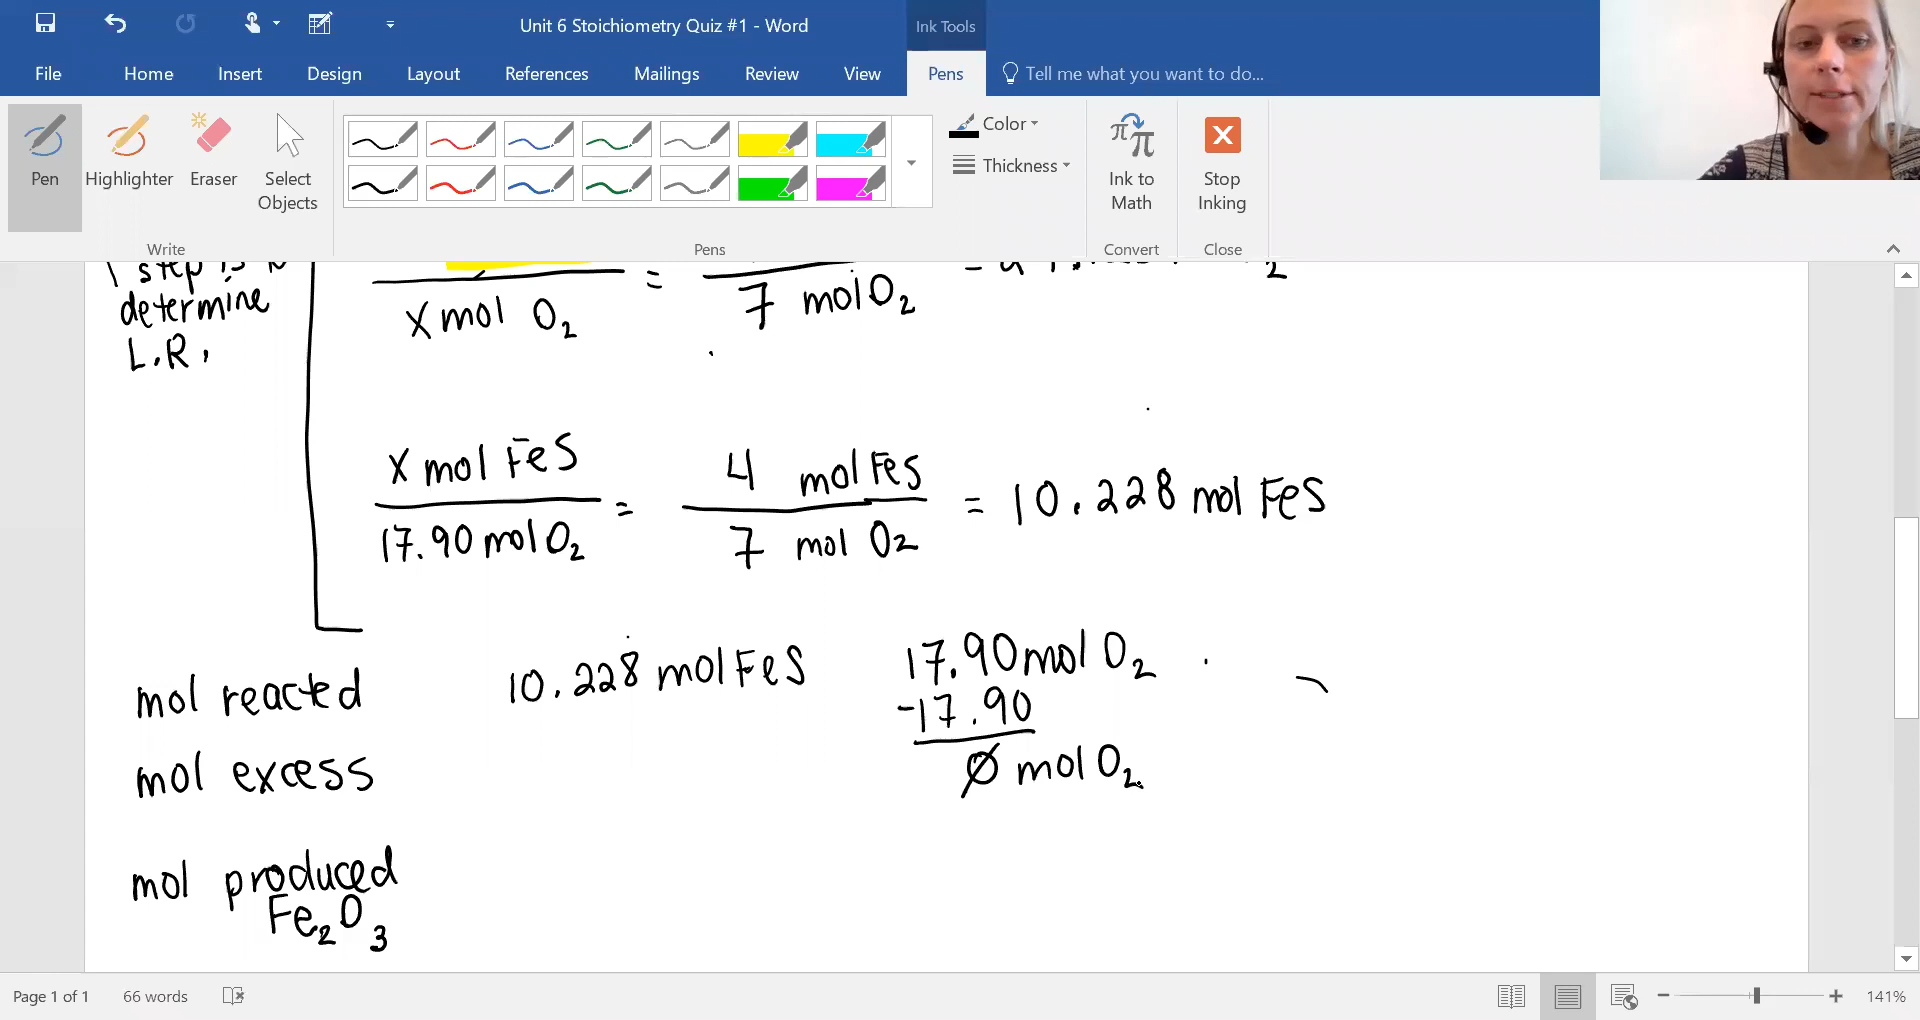 Unit 6 Stoichiometry Quiz #1 - Word
Ink Tools
File Home Insert Design Layout References Mailings Review View Pens Tell me what you want to do...
Pen Highlighter Eraser Select Objects
Color
Thickness
Ink to Math
Stop Inking
Write Pens Convert Close
step is
determine
L.R.
x mol O₂ = 7 mol O₂
x mol FeS / 17.90 mol O₂ = 4 mol FeS / 7 mol O₂ = 10.228 mol FeS
mol reacted 10.228 mol FeS 17.90 mol O₂
-17.90
mol excess 0 mol O₂
mol produced
Fe₂O₃
Page 1 of 1 66 words 141%